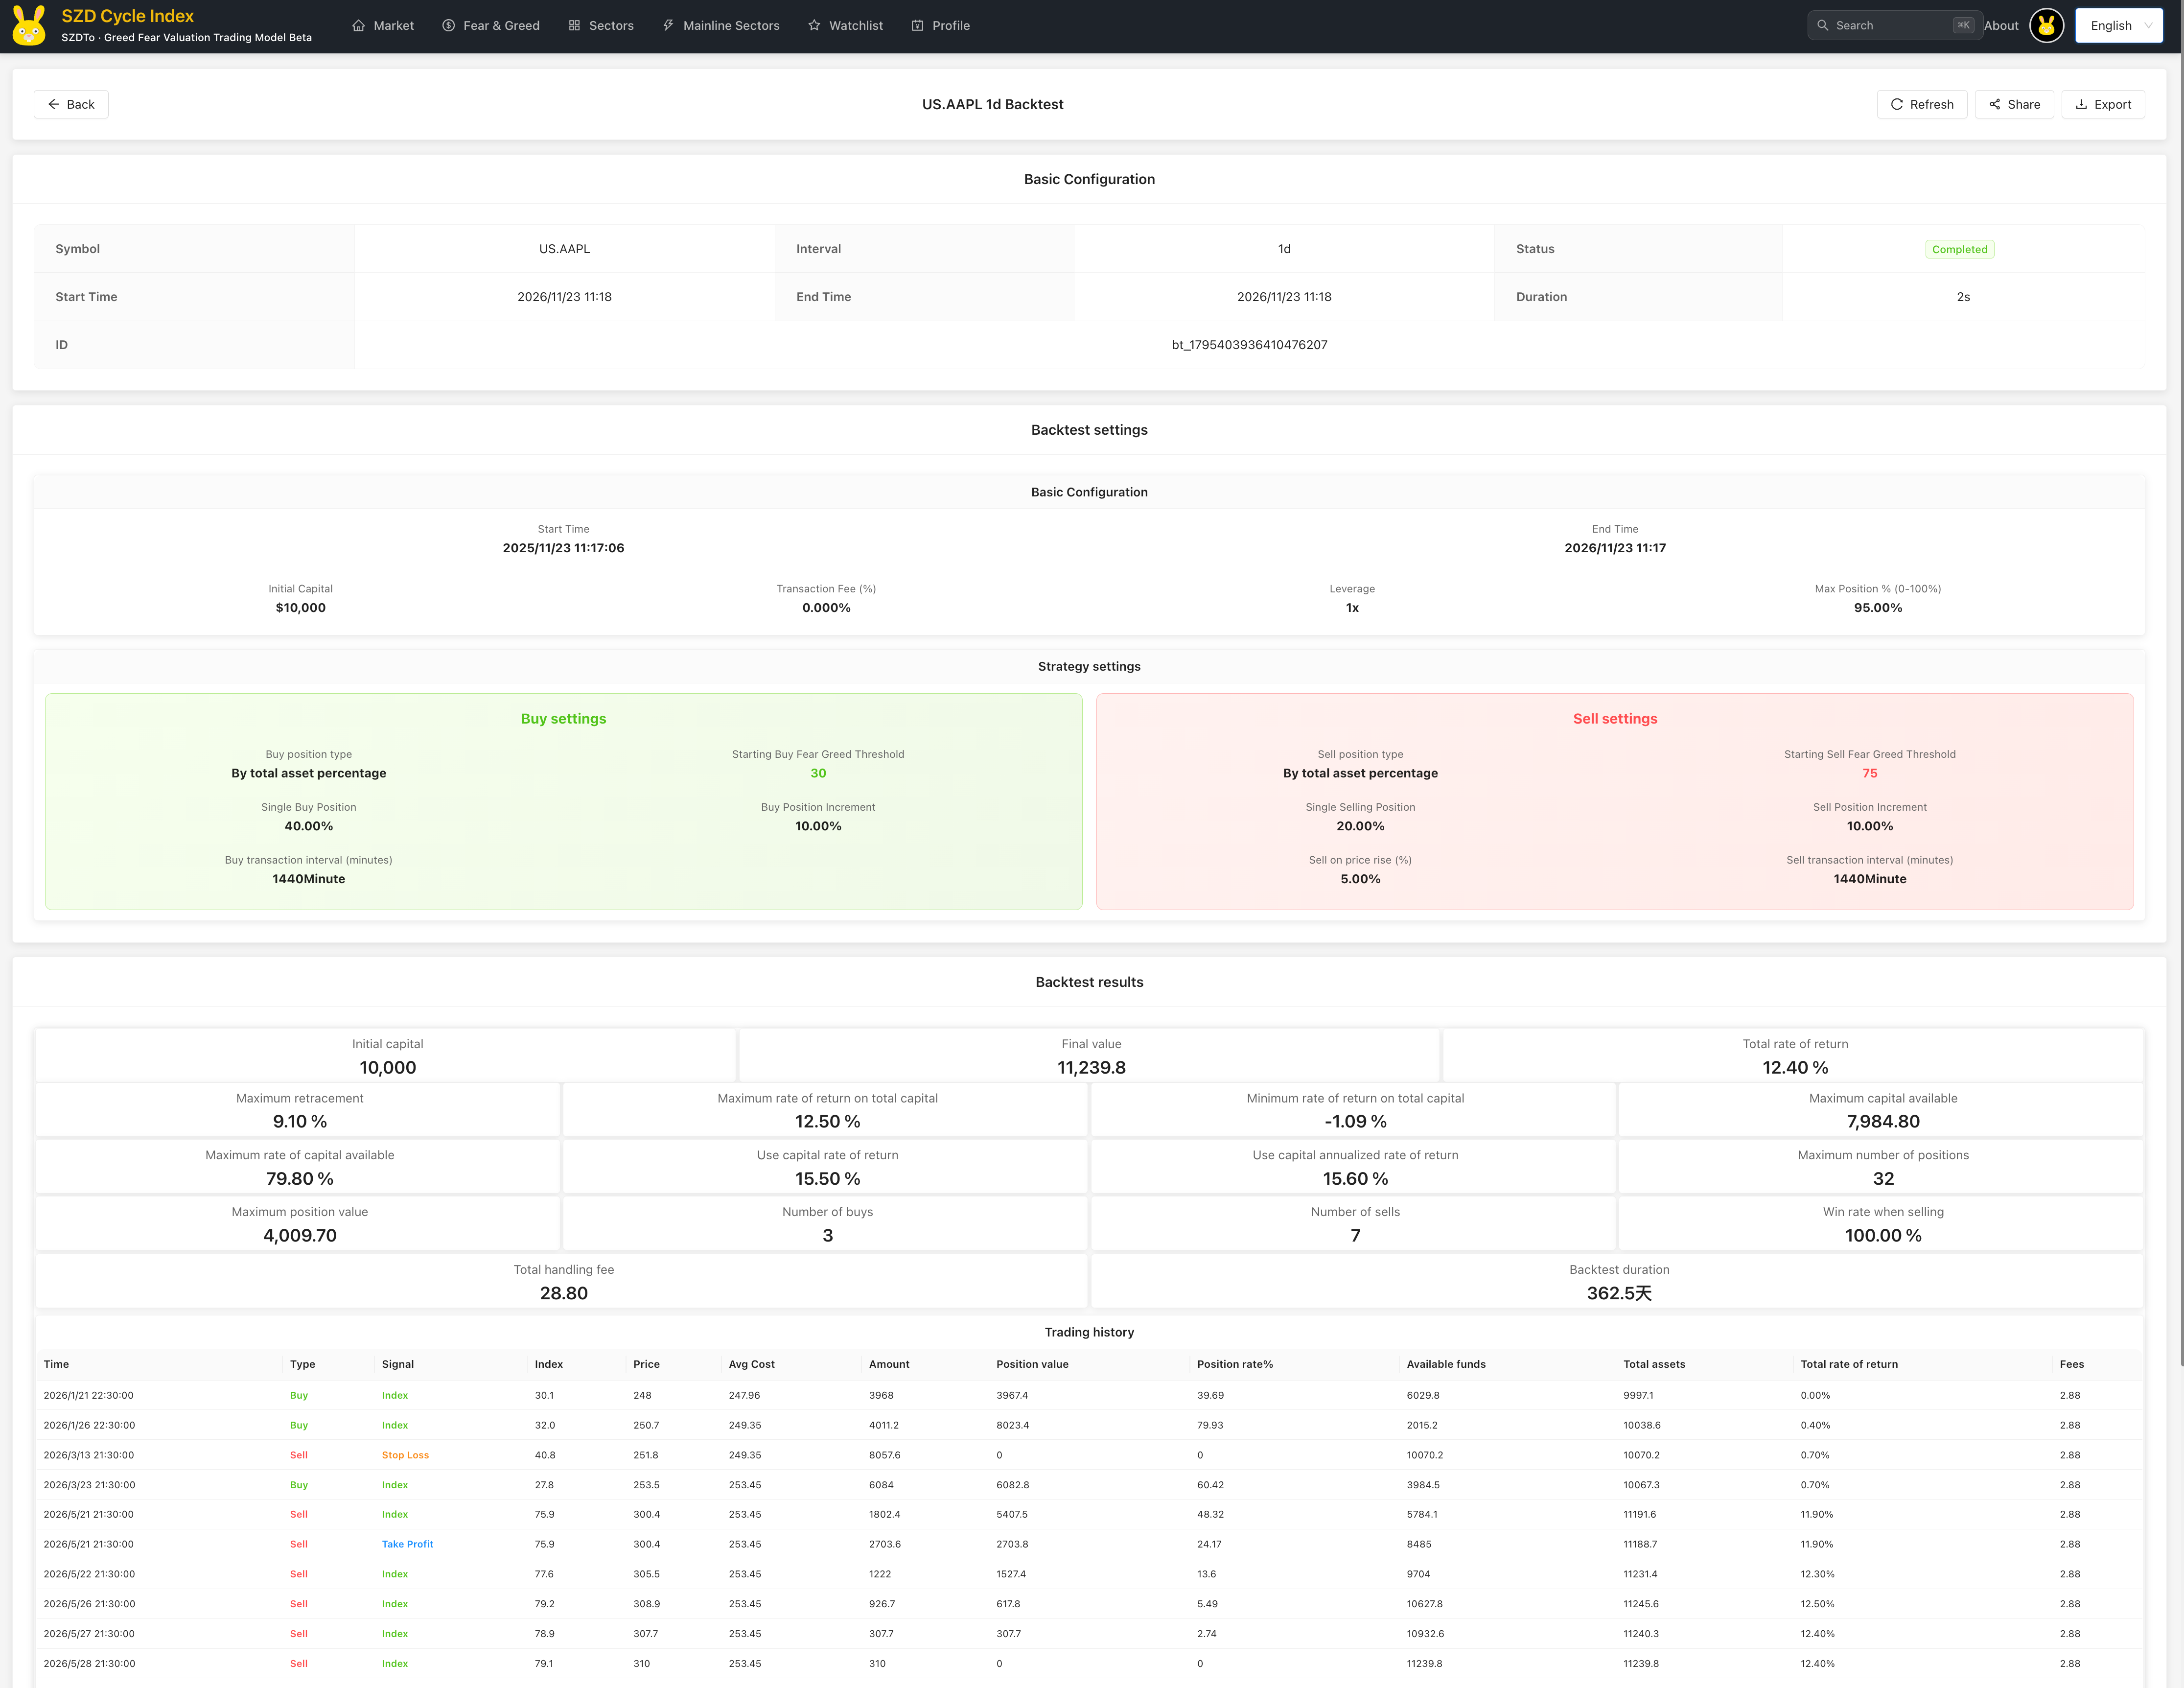 SZD Cycle Index
SZDTo · Greed Fear Valuation Trading Model Beta
Market Fear & Greed Sectors Mainline Sectors Watchlist Profile
Search ⌘K About English
Back US.AAPL 1d Backtest Refresh Share Export
Basic Configuration
Symbol US.AAPL Interval 1d Status Completed
Start Time 2026/11/23 11:18 End Time 2026/11/23 11:18 Duration 2s
ID bt_1795403936410476207
Backtest settings
Basic Configuration
Start Time End Time
2025/11/23 11:17:06 2026/11/23 11:17
Initial Capital Transaction Fee (%) Leverage Max Position % (0-100%)
$10,000 0.000% 1x 95.00%
Strategy settings
Buy settings
Buy position type Starting Buy Fear Greed Threshold
By total asset percentage 30
Single Buy Position Buy Position Increment
40.00% 10.00%
Buy transaction interval (minutes)
1440Minute
Sell settings
Sell position type Starting Sell Fear Greed Threshold
By total asset percentage 75
Single Selling Position Sell Position Increment
20.00% 10.00%
Sell on price rise (%) Sell transaction interval (minutes)
5.00% 1440Minute
Backtest results
Initial capital Final value Total rate of return
10,000 11,239.8 12.40 %
Maximum retracement Maximum rate of return on total capital Minimum rate of return on total capital Maximum capital available
9.10 % 12.50 % -1.09 % 7,984.80
Maximum rate of capital available Use capital rate of return Use capital annualized rate of return Maximum number of positions
79.80 % 15.50 % 15.60 % 32
Maximum position value Number of buys Number of sells Win rate when selling
4,009.70 3 7 100.00 %
Total handling fee Backtest duration
28.80 362.5天
Trading history
Time Type Signal Index Price Avg Cost Amount Position value Position rate% Available funds Total assets Total rate of return Fees
2026/1/21 22:30:00 Buy Index 30.1 248 247.96 3968 3967.4 39.69 6029.8 9997.1 0.00% 2.88
2026/1/26 22:30:00 Buy Index 32.0 250.7 249.35 4011.2 8023.4 79.93 2015.2 10038.6 0.40% 2.88
2026/3/13 21:30:00 Sell Stop Loss 40.8 251.8 249.35 8057.6 0 0 10070.2 10070.2 0.70% 2.88
2026/3/23 21:30:00 Buy Index 27.8 253.5 253.45 6084 6082.8 60.42 3984.5 10067.3 0.70% 2.88
2026/5/21 21:30:00 Sell Index 75.9 300.4 253.45 1802.4 5407.5 48.32 5784.1 11191.6 11.90% 2.88
2026/5/21 21:30:00 Sell Take Profit 75.9 300.4 253.45 2703.6 2703.8 24.17 8485 11188.7 11.90% 2.88
2026/5/22 21:30:00 Sell Index 77.6 305.5 253.45 1222 1527.4 13.6 9704 11231.4 12.30% 2.88
2026/5/26 21:30:00 Sell Index 79.2 308.9 253.45 926.7 617.8 5.49 10627.8 11245.6 12.50% 2.88
2026/5/27 21:30:00 Sell Index 78.9 307.7 253.45 307.7 307.7 2.74 10932.6 11240.3 12.40% 2.88
2026/5/28 21:30:00 Sell Index 79.1 310 253.45 310 0 0 11239.8 11239.8 12.40% 2.88